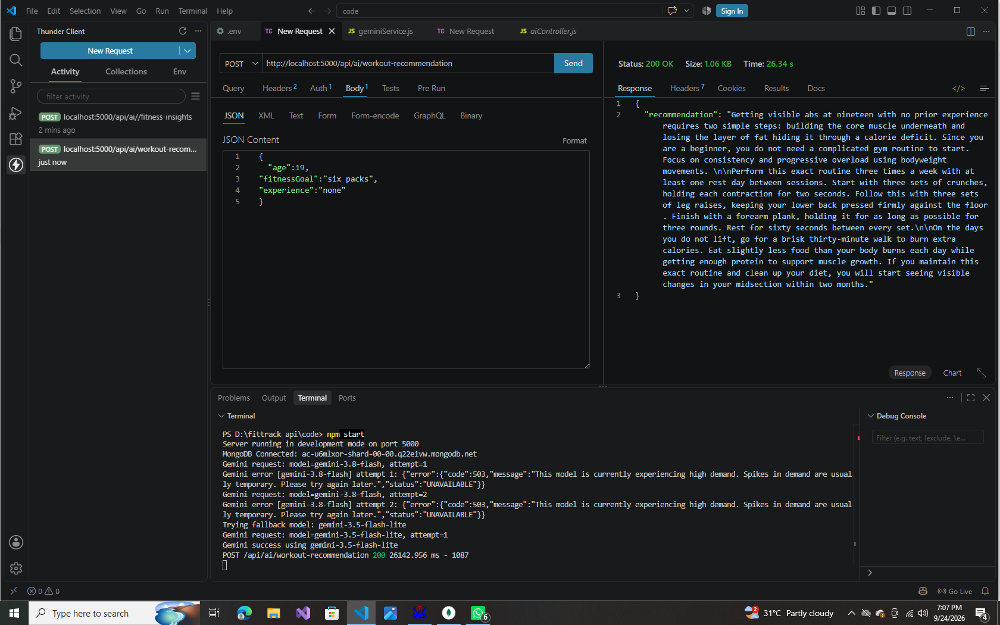 File Edit Selection View Go Run Terminal Help
code
Sign In
Thunder Client
New Request
Activity Collections Env
filter activity
POST localhost:5000/api/ai//fitness-insights
2 mins ago
POST localhost:5000/api/ai/workout-recom...
just now
.env
TC New Request
JS geminiService.js
TC New Request
JS aiController.js
POST http://localhost:5000/api/ai/workout-recommendation Send
Query Headers 2 Auth 1 Body 1 Tests Pre Run
JSON XML Text Form Form-encode GraphQL Binary
JSON Content
Format
1 {
2 "age":19,
3 "fitnessGoal":"six packs",
4 "experience":"none"
5 }
Status: 200 OK Size: 1.06 KB Time: 26.34 s
Response Headers 7 Cookies Results Docs
1 {
2 "recommendation": "Getting visible abs at nineteen with no prior experience
requires two simple steps: building the core muscle underneath and
losing the layer of fat hiding it through a calorie deficit. Since you
are a beginner, you do not need a complicated gym routine to start.
Focus on consistency and progressive overload using bodyweight
movements. \n\nPerform this exact routine three times a week with at
least one rest day between sessions. Start with three sets of crunches,
holding each contraction for two seconds. Follow this with three sets
of leg raises, keeping your lower back pressed firmly against the floor
. Finish with a forearm plank, holding it for as long as possible for
three rounds. Rest for sixty seconds between every set.\n\nOn the days
you do not lift, go for a brisk thirty-minute walk to burn extra
calories. Eat slightly less food than your body burns each day while
getting enough protein to support muscle growth. If you maintain this
exact routine and clean up your diet, you will start seeing visible
changes in your midsection within two months."
3 }
Response Chart
Problems Output Terminal Ports
Terminal
PS D:\fittrack api\code> npm start
Server running in development mode on port 5000
MongoDB Connected: ac-u6mlxor-shard-00-00.q22e1vw.mongodb.net
Gemini request: model=gemini-3.8-flash, attempt=1
Gemini error [gemini-3.8-flash] attempt 1: {"error":{"code":503,"message":"This model is currently experiencing high demand. Spikes in demand are usual
ly temporary. Please try again later.","status":"UNAVAILABLE"}}
Gemini request: model=gemini-3.8-flash, attempt=2
Gemini error [gemini-3.8-flash] attempt 2: {"error":{"code":503,"message":"This model is currently experiencing high demand. Spikes in demand are usual
ly temporary. Please try again later.","status":"UNAVAILABLE"}}
Trying fallback model: gemini-3.5-flash-lite
Gemini request: model=gemini-3.5-flash-lite, attempt=1
Gemini success using gemini-3.5-flash-lite
POST /api/ai/workout-recommendation 200 26142.956 ms - 1087
Debug Console
Filter (e.g. text, !exclude, \e...
0 0
Go Live
Type here to search
6
2
31°C Partly cloudy
7:07 PM
9/24/2026
4